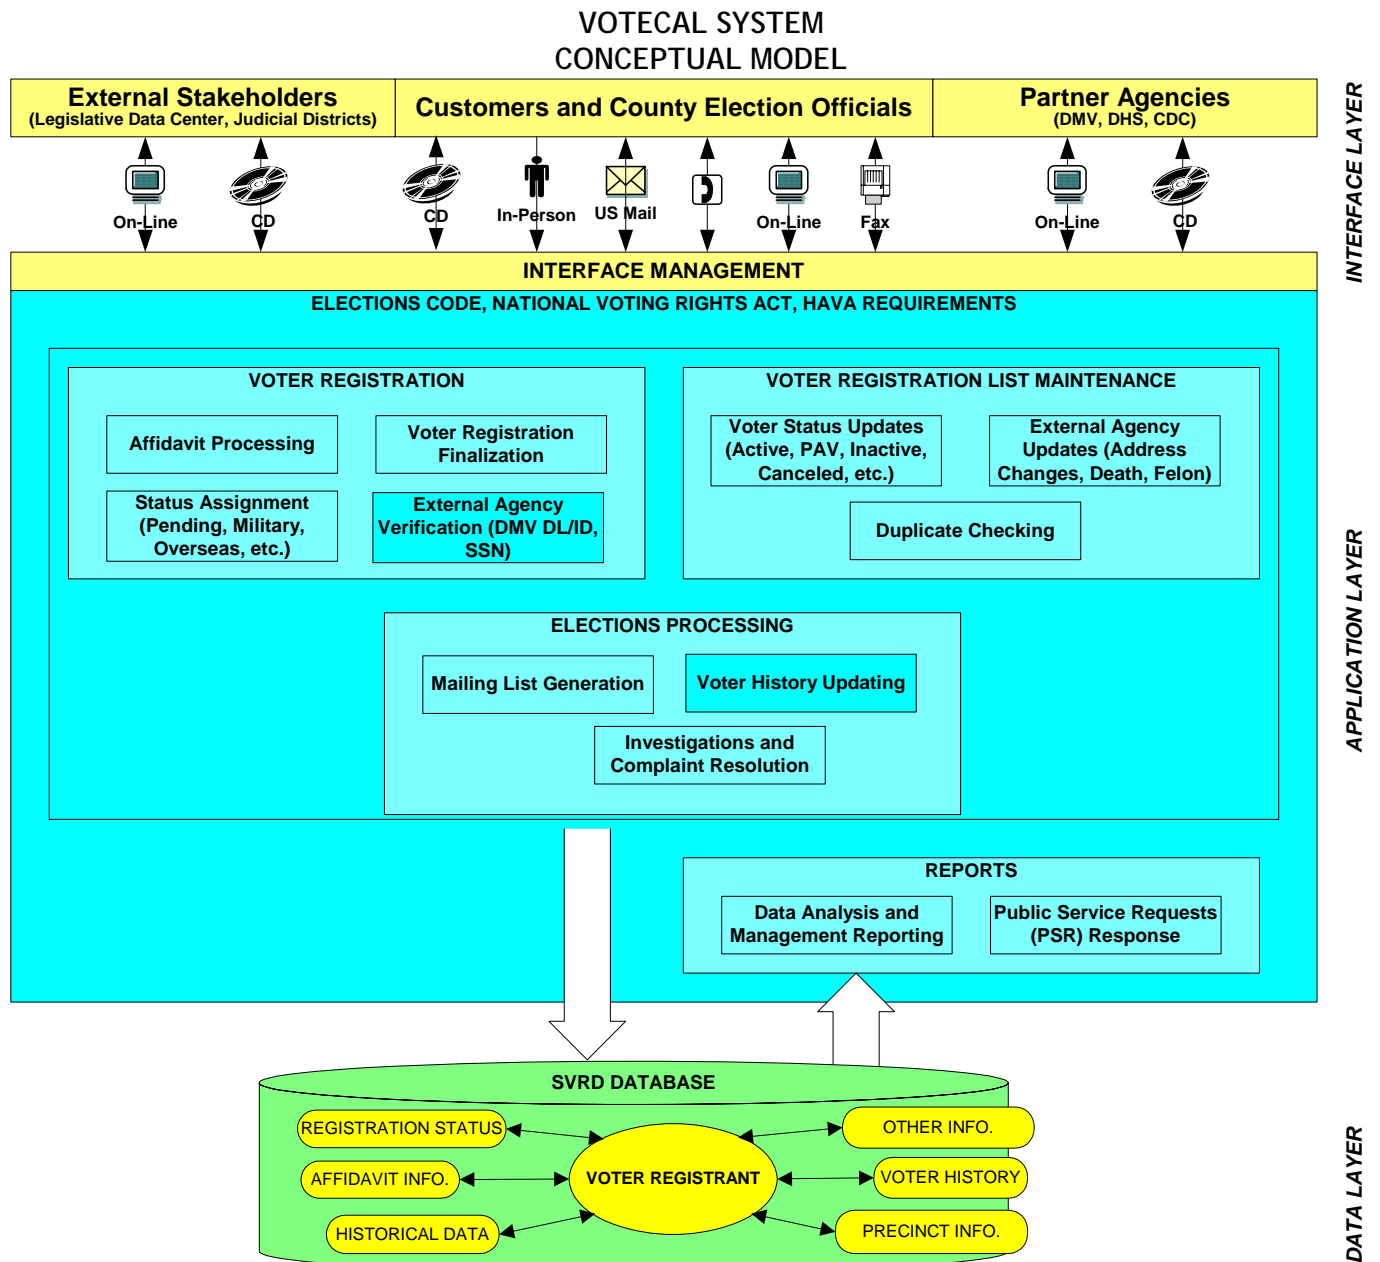 VOTECAL SYSTEM
CONCEPTUAL MODEL
External Stakeholders
(Legislative Data Center, Judicial Districts)
Customers and County Election Officials
Partner Agencies
(DMV, DHS, CDC)
INTERFACE LAYER
On-Line
CD
CD
In-Person
US Mail
On-Line
Fax
On-Line
CD
INTERFACE MANAGEMENT
ELECTIONS CODE, NATIONAL VOTING RIGHTS ACT, HAVA REQUIREMENTS
VOTER REGISTRATION
Affidavit Processing
Voter Registration
Finalization
Status Assignment
(Pending, Military,
Overseas, etc.)
External Agency
Verification (DMV DL/ID,
SSN)
VOTER REGISTRATION LIST MAINTENANCE
Voter Status Updates
(Active, PAV, Inactive,
Canceled, etc.)
External Agency
Updates (Address
Changes, Death, Felon)
Duplicate Checking
APPLICATION LAYER
ELECTIONS PROCESSING
Mailing List Generation
Voter History Updating
Investigations and
Complaint Resolution
REPORTS
Data Analysis and
Management Reporting
Public Service Requests
(PSR) Response
SVRD DATABASE
REGISTRATION STATUS
AFFIDAVIT INFO.
HISTORICAL DATA
VOTER REGISTRANT
OTHER INFO.
VOTER HISTORY
PRECINCT INFO.
DATA LAYER